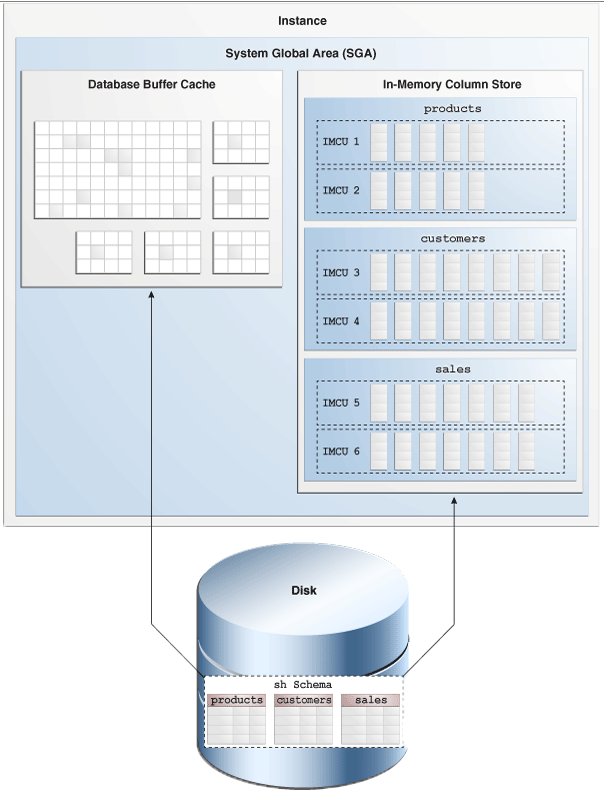 Instance
System Global Area (SGA)
Database Buffer Cache
In-Memory Column Store
products
IMCU 1
IMCU 2
customers
IMCU 3
IMCU 4
sales
IMCU 5
IMCU 6
Disk
sh Schema
products customers sales